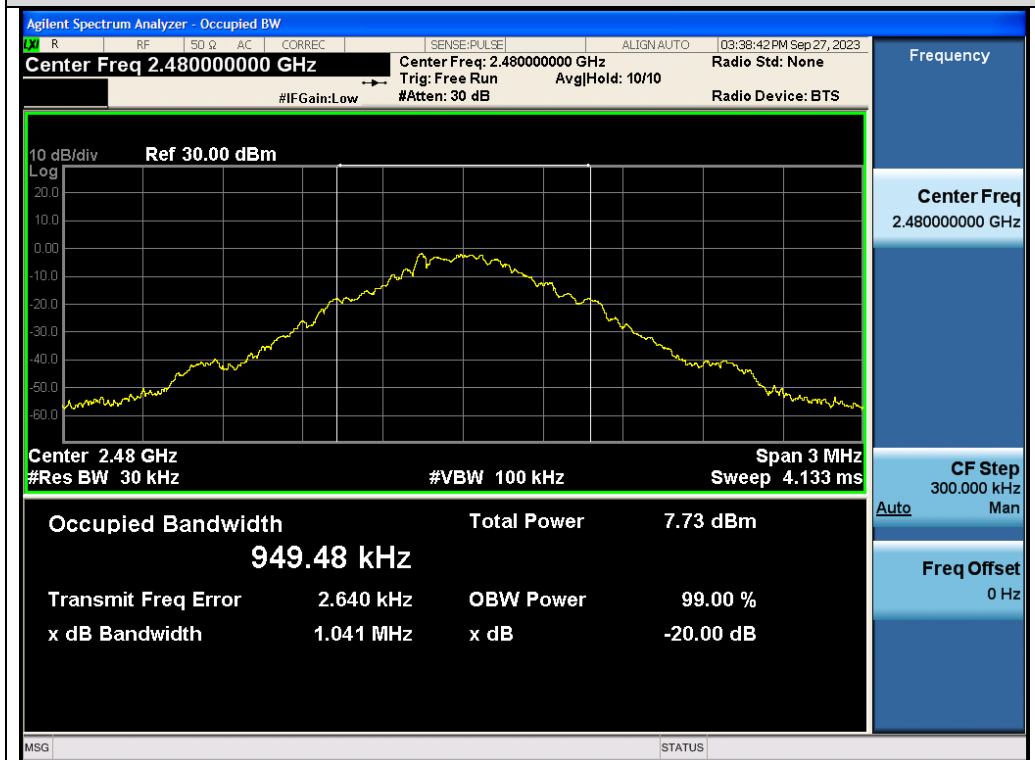 Agilent Spectrum Analyzer - Occupied BW
LXI R RF 50 Ω AC CORREC SENSE:PULSE ALIGN AUTO 03:38:42 PM Sep 27, 2023
Center Freq 2.480000000 GHz
Center Freq: 2.480000000 GHz
Radio Std: None
Trig: Free Run Avg|Hold: 10/10
#IFGain:Low #Atten: 30 dB Radio Device: BTS
10 dB/div Ref 30.00 dBm
Log
20.0
10.0
0.00
-10.0
-20.0
-30.0
-40.0
-50.0
-60.0
Center 2.48 GHz Span 3 MHz
#Res BW 30 kHz #VBW 100 kHz Sweep 4.133 ms
Occupied Bandwidth Total Power 7.73 dBm
949.48 kHz
Transmit Freq Error 2.640 kHz OBW Power 99.00 %
x dB Bandwidth 1.041 MHz x dB -20.00 dB
Frequency
Center Freq
2.480000000 GHz
CF Step
300.000 kHz
Auto Man
Freq Offset
0 Hz
MSG STATUS